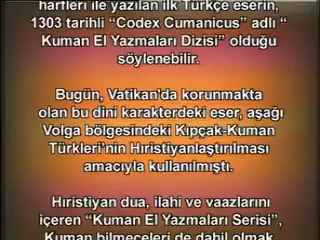 harfleri ile yazılan ilk Türkçe eserin,
1303 tarihli “Codex Cumanicus” adlı “
Kuman El Yazmaları Dizisi” olduğu
söylenebilir.
Bugün, Vatikan’da korunmakta
olan bu dini karakterdeki eser, aşağı
Volga bölgesindeki Kıpçak-Kuman
Türkleri’nin Hıristiyanlaştırılması
amacıyla kullanılmıştı.
Hıristiyan dua, ilahi ve vaazlarını
içeren “Kuman El Yazmaları Serisi”,
Kuman bilmeceleri de dahil olmak